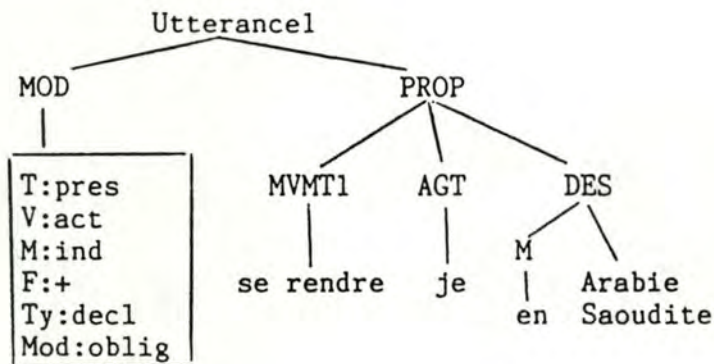 Utterance1
MOD PROP
T:pres
V:act
M:ind
F:+
Ty:decl
Mod:oblig
MVMT1 AGT DES
se rendre je
M
en
Arabie
Saoudite